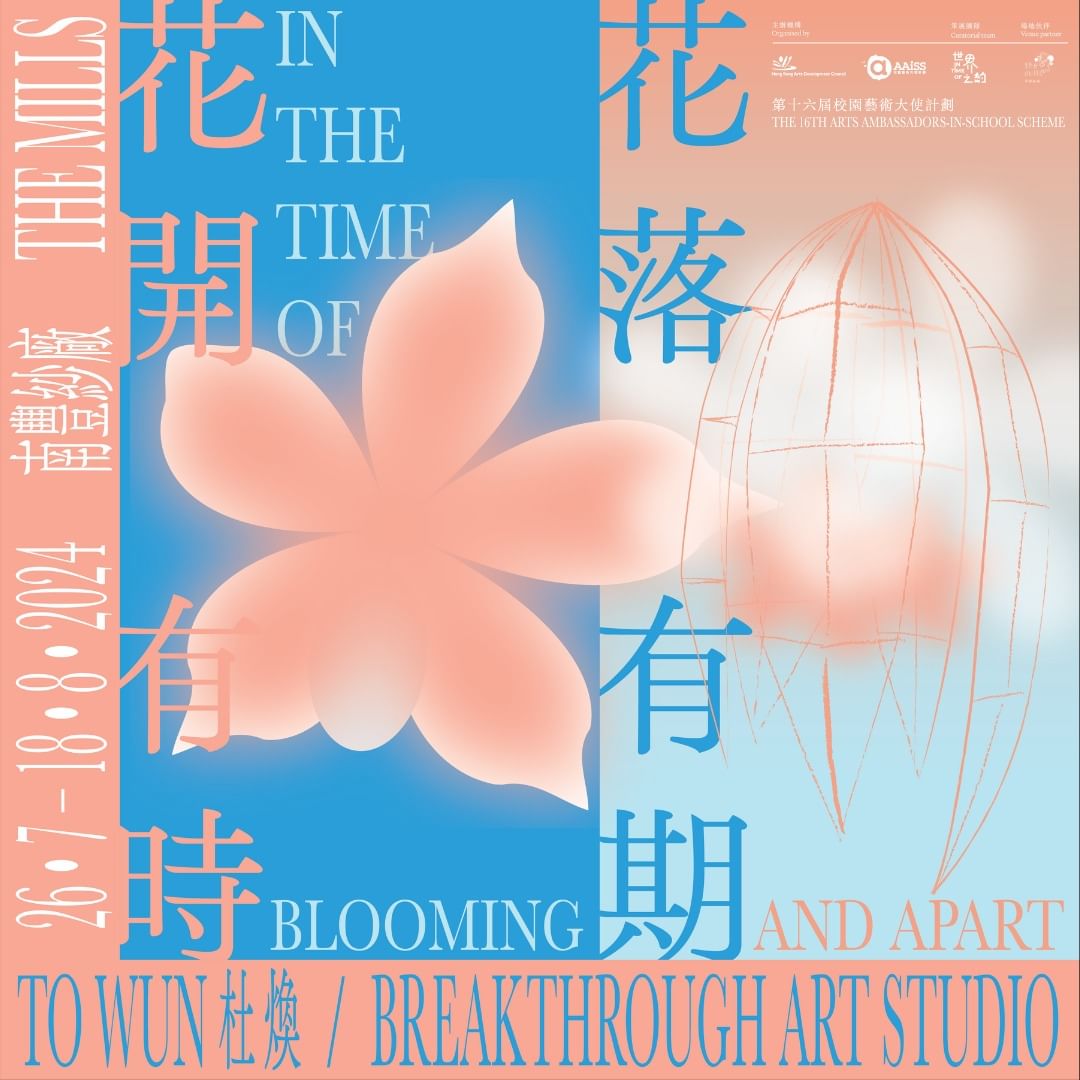 THE MILLS
南豐紗廠
26•7–18•8•2024
花開有時
IN
THE
TIME
OF
BLOOMING
花落有期
AND APART
主辦機構
Organised by
策展團隊
Curatorial team
場地伙伴
Venue partner
Hong Kong Arts Development Council
AAiSS
世界
IN
TIME
OF
之約
the mills
第十六屆校園藝術大使計劃
THE 16TH ARTS AMBASSADORS-IN-SCHOOL SCHEME
TO WUN 杜煥 / BREAKTHROUGH ART STUDIO